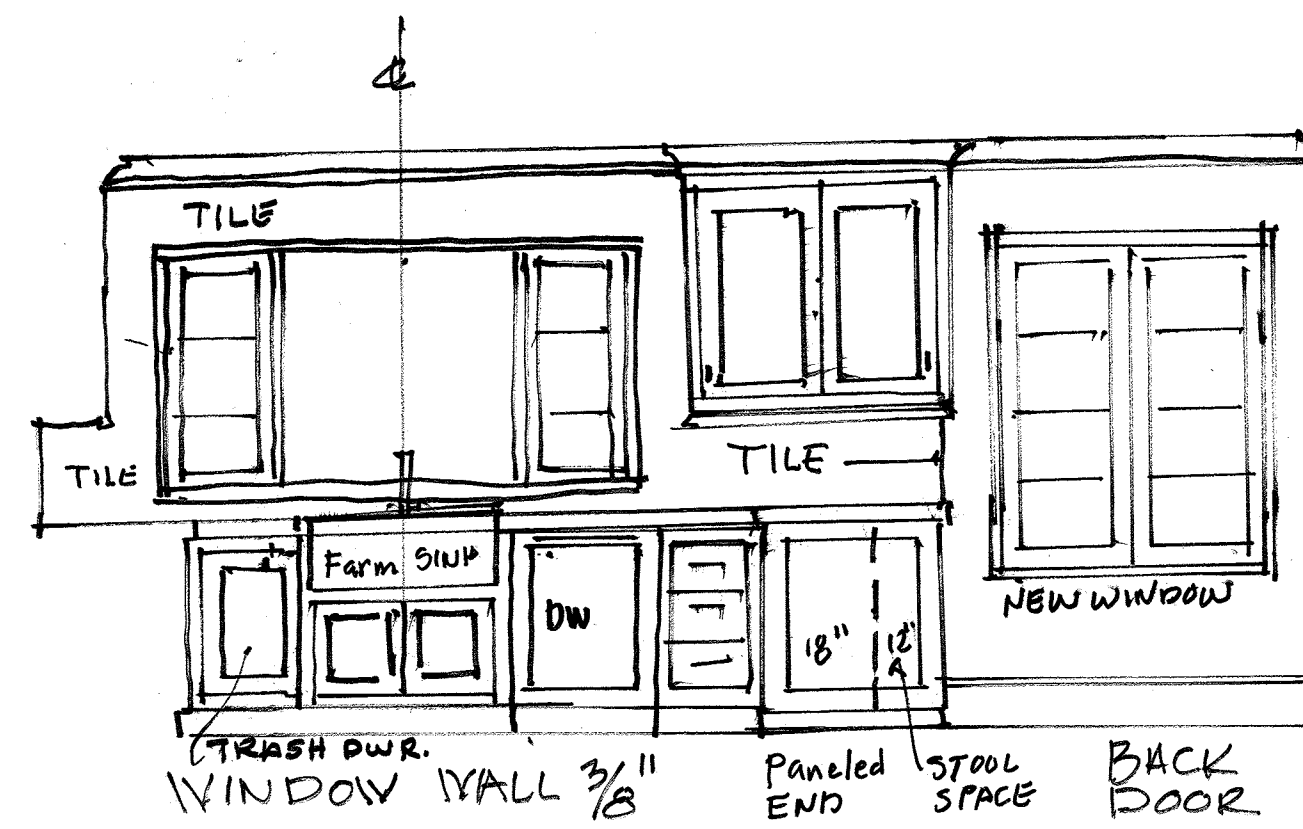 ℄
TILE
TILE
TILE
Farm SINK
DW
18"
12"
NEW WINDOW
TRASH DWR.
WINDOW WALL 3/8"
Paneled
END
STOOL
SPACE
BACK
DOOR